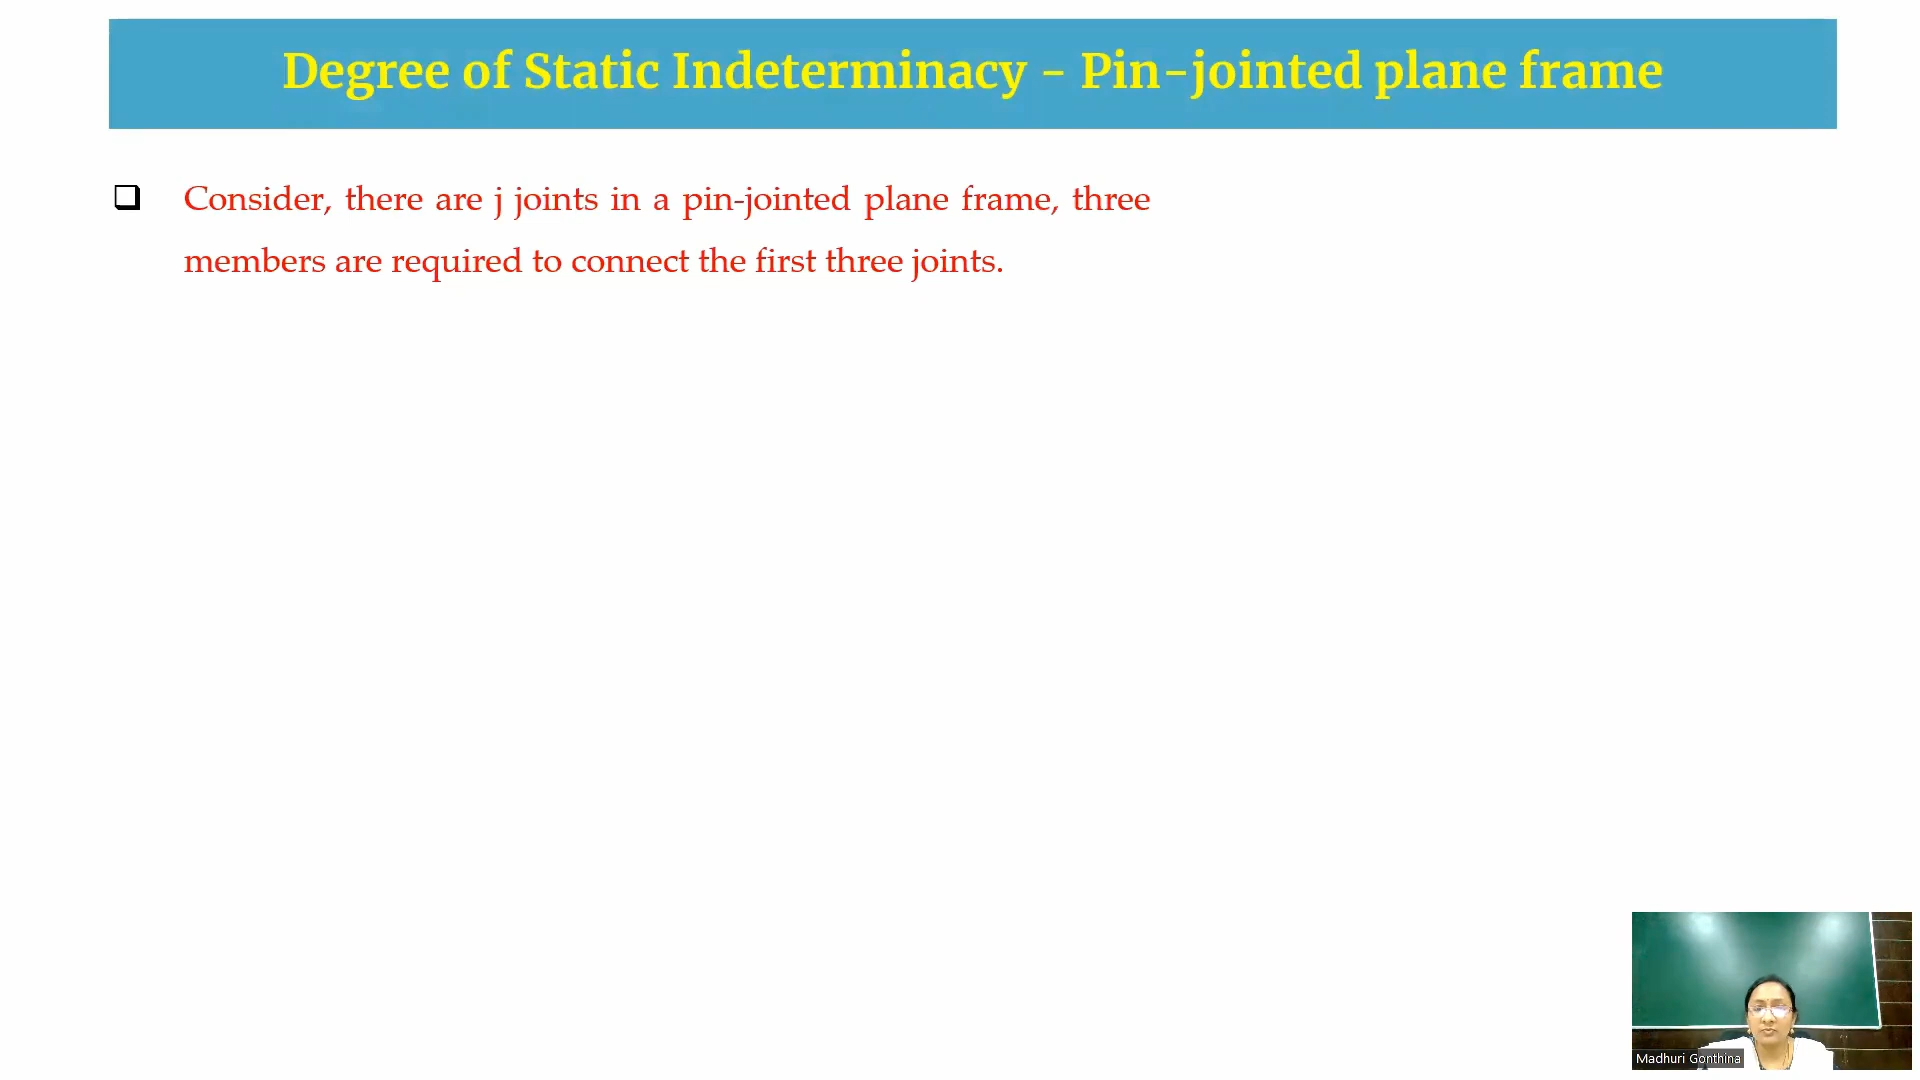 Degree of Static Indeterminacy - Pin-jointed plane frame
Consider, there are j joints in a pin-jointed plane frame, three
members are required to connect the first three joints.
Madhuri Gonthina